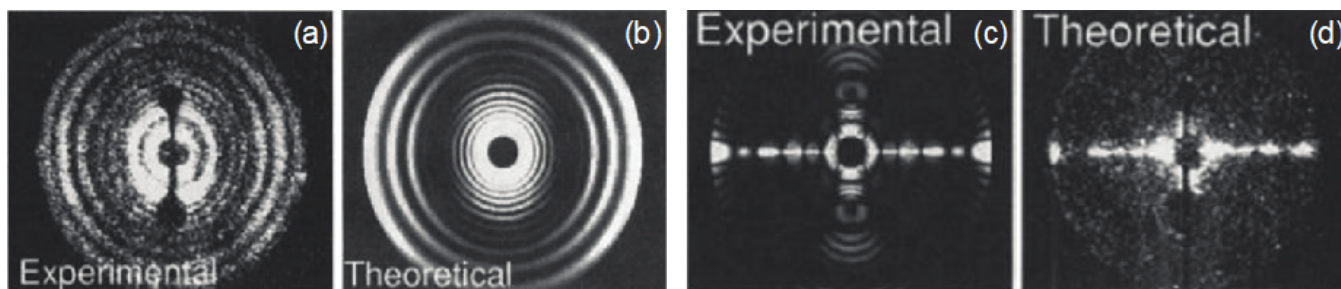 (a)
Experimental
(b)
Theoretical
Experimental (c)
Theoretical (d)